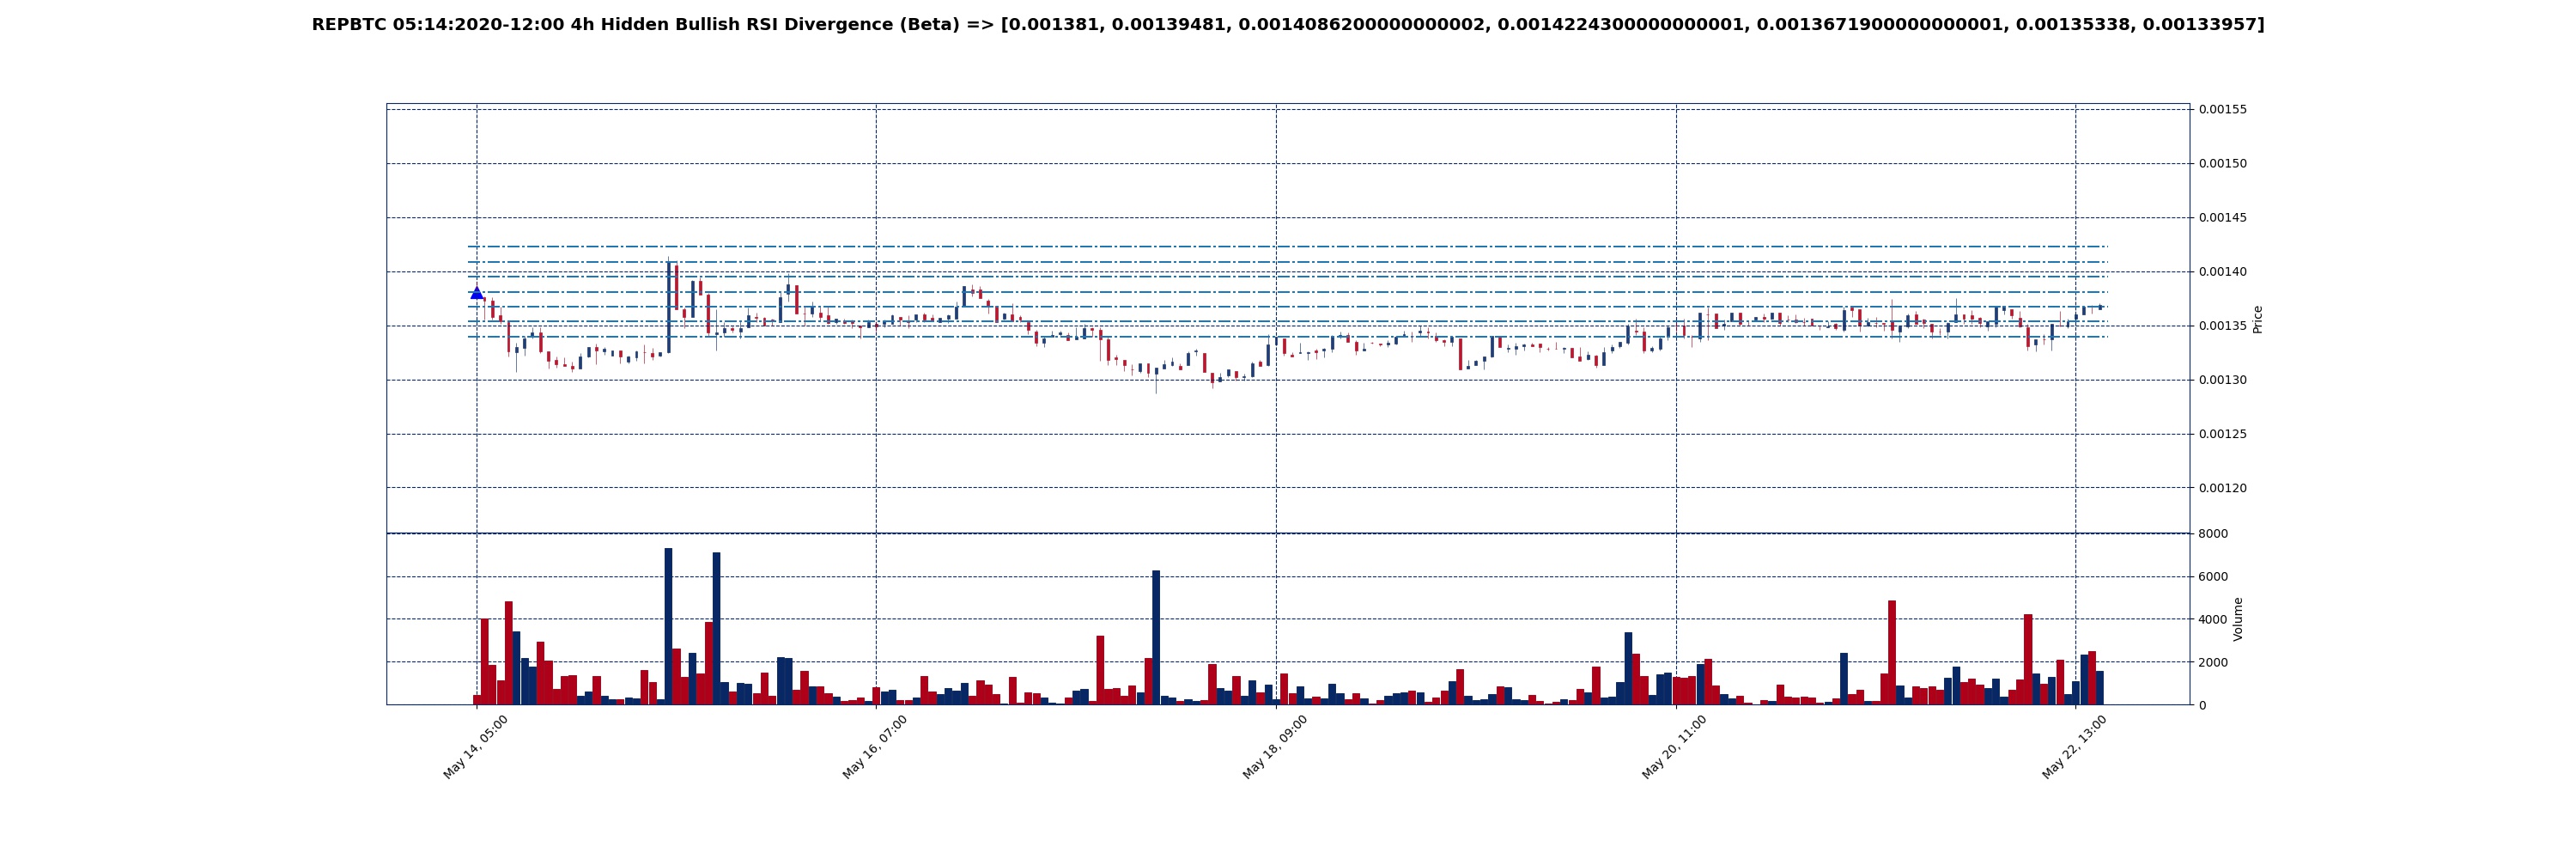 REPBTC 05:14:2020-12:00 4h Hidden Bullish RSI Divergence (Beta) => [0.001381, 0.00139481, 0.0014086200000000002, 0.0014224300000000001, 0.0013671900000000001, 0.00135338, 0.00133957]
0.00155
0.00150
0.00145
0.00140
0.00135
0.00130
0.00125
0.00120
Price
8000
6000
4000
2000
0
Volume
May 14, 05:00
May 16, 07:00
May 18, 09:00
May 20, 11:00
May 22, 13:00